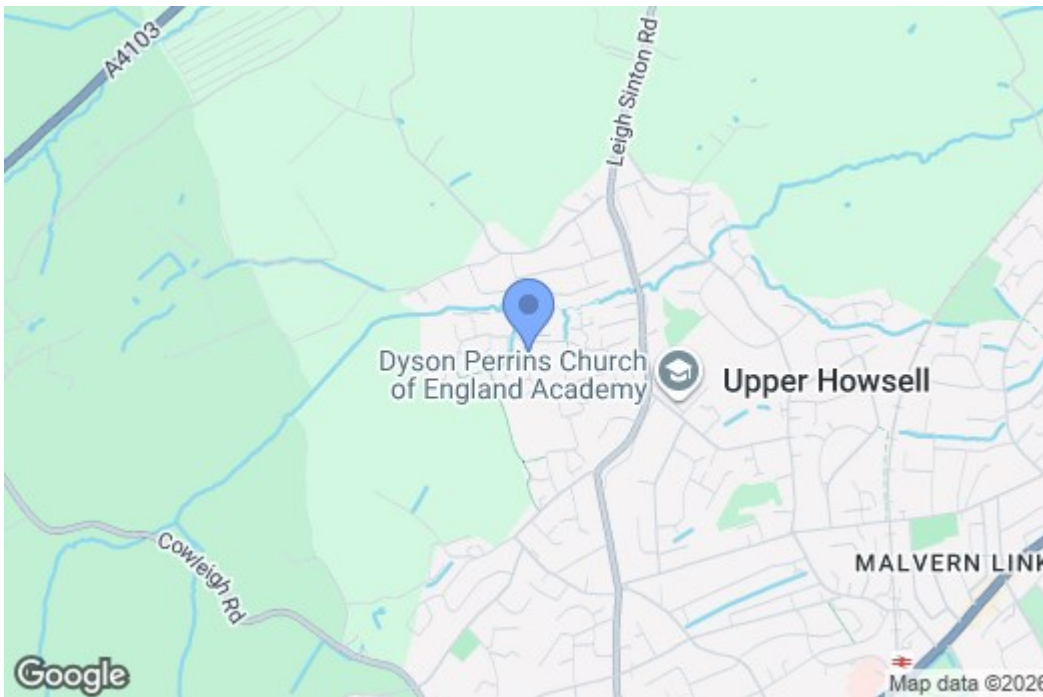 A4103
Leigh Sinton Rd
Dyson Perrins Church
of England Academy
Upper Howsell
Cowleigh Rd
MALVERN LINK
Google
Map data ©2026